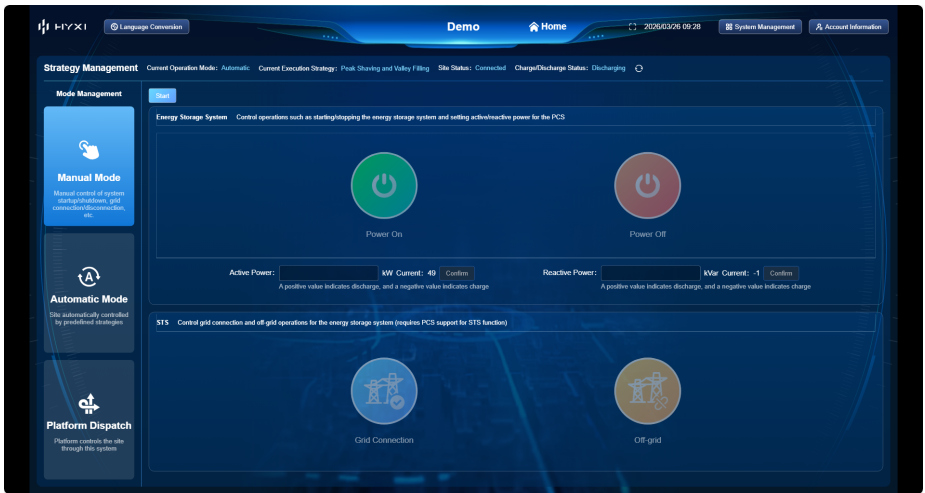 HYXI
Language Conversion
Demo
Home
2026/03/26 09:28
System Management
Account Information
Strategy Management
Current Operation Mode: Automatic
Current Execution Strategy: Peak Shaving and Valley Filling
Site Status: Connected
Charge/Discharge Status: Discharging
Mode Management
Manual Mode
Manual control of system
startup/shutdown, grid
connection/disconnection,
etc.
Automatic Mode
Site automatically controlled
by predefined strategies
Platform Dispatch
Platform controls the site
through this system
Start
Energy Storage System Control operations such as starting/stopping the energy storage system and setting active/reactive power for the PCS
Power On
Power Off
Active Power: kW Current: 49 Confirm
A positive value indicates discharge, and a negative value indicates charge
Reactive Power: kVar Current: -1 Confirm
A positive value indicates discharge, and a negative value indicates charge
STS Control grid connection and off-grid operations for the energy storage system (requires PCS support for STS function)
Grid Connection
Off-grid